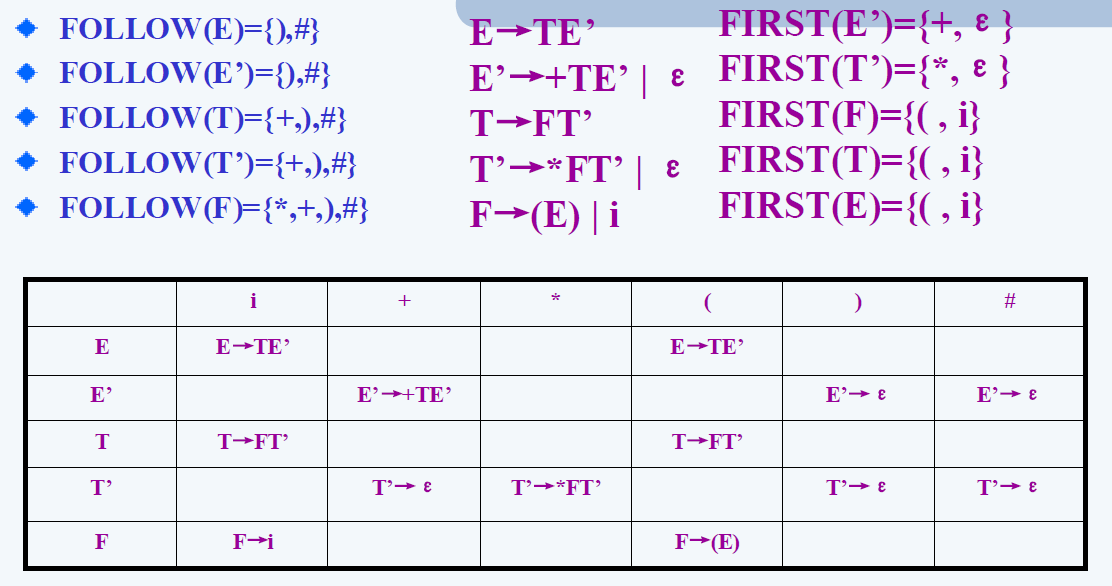 FOLLOW(E)={),#}
FOLLOW(E’)={),#}
FOLLOW(T)={+,),#}
FOLLOW(T’)={+,),#}
FOLLOW(F)={*,+,),#}
E→TE’
E’→+TE’ | ε
T→FT’
T’→*FT’ | ε
F→(E) | i
FIRST(E’)={+, ε }
FIRST(T’)={*, ε }
FIRST(F)={( , i}
FIRST(T)={( , i}
FIRST(E)={( , i}
i + * ( ) #
E E→TE’ E→TE’
E’ E’→+TE’ E’→ ε E’→ ε
T T→FT’ T→FT’
T’ T’→ ε T’→*FT’ T’→ ε T’→ ε
F F→i F→(E)